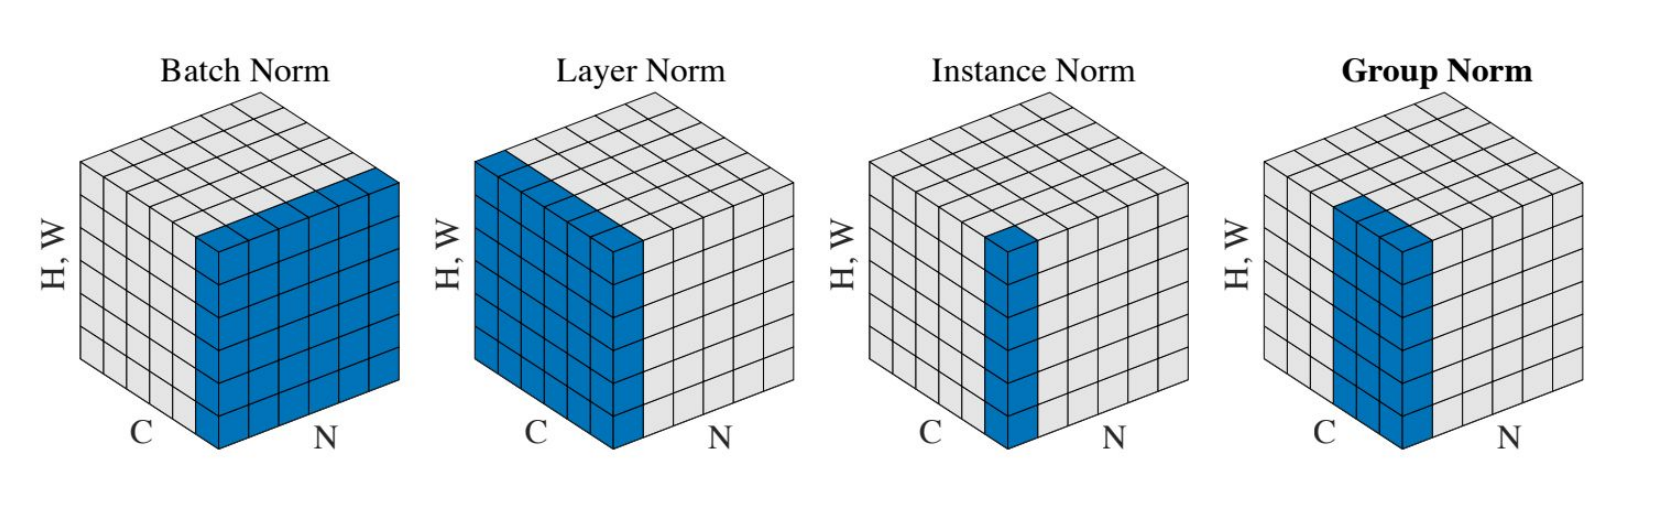 Batch Norm
Layer Norm
Instance Norm
Group Norm
H, W
C
N
H, W
C
N
H, W
C
N
H, W
C
N